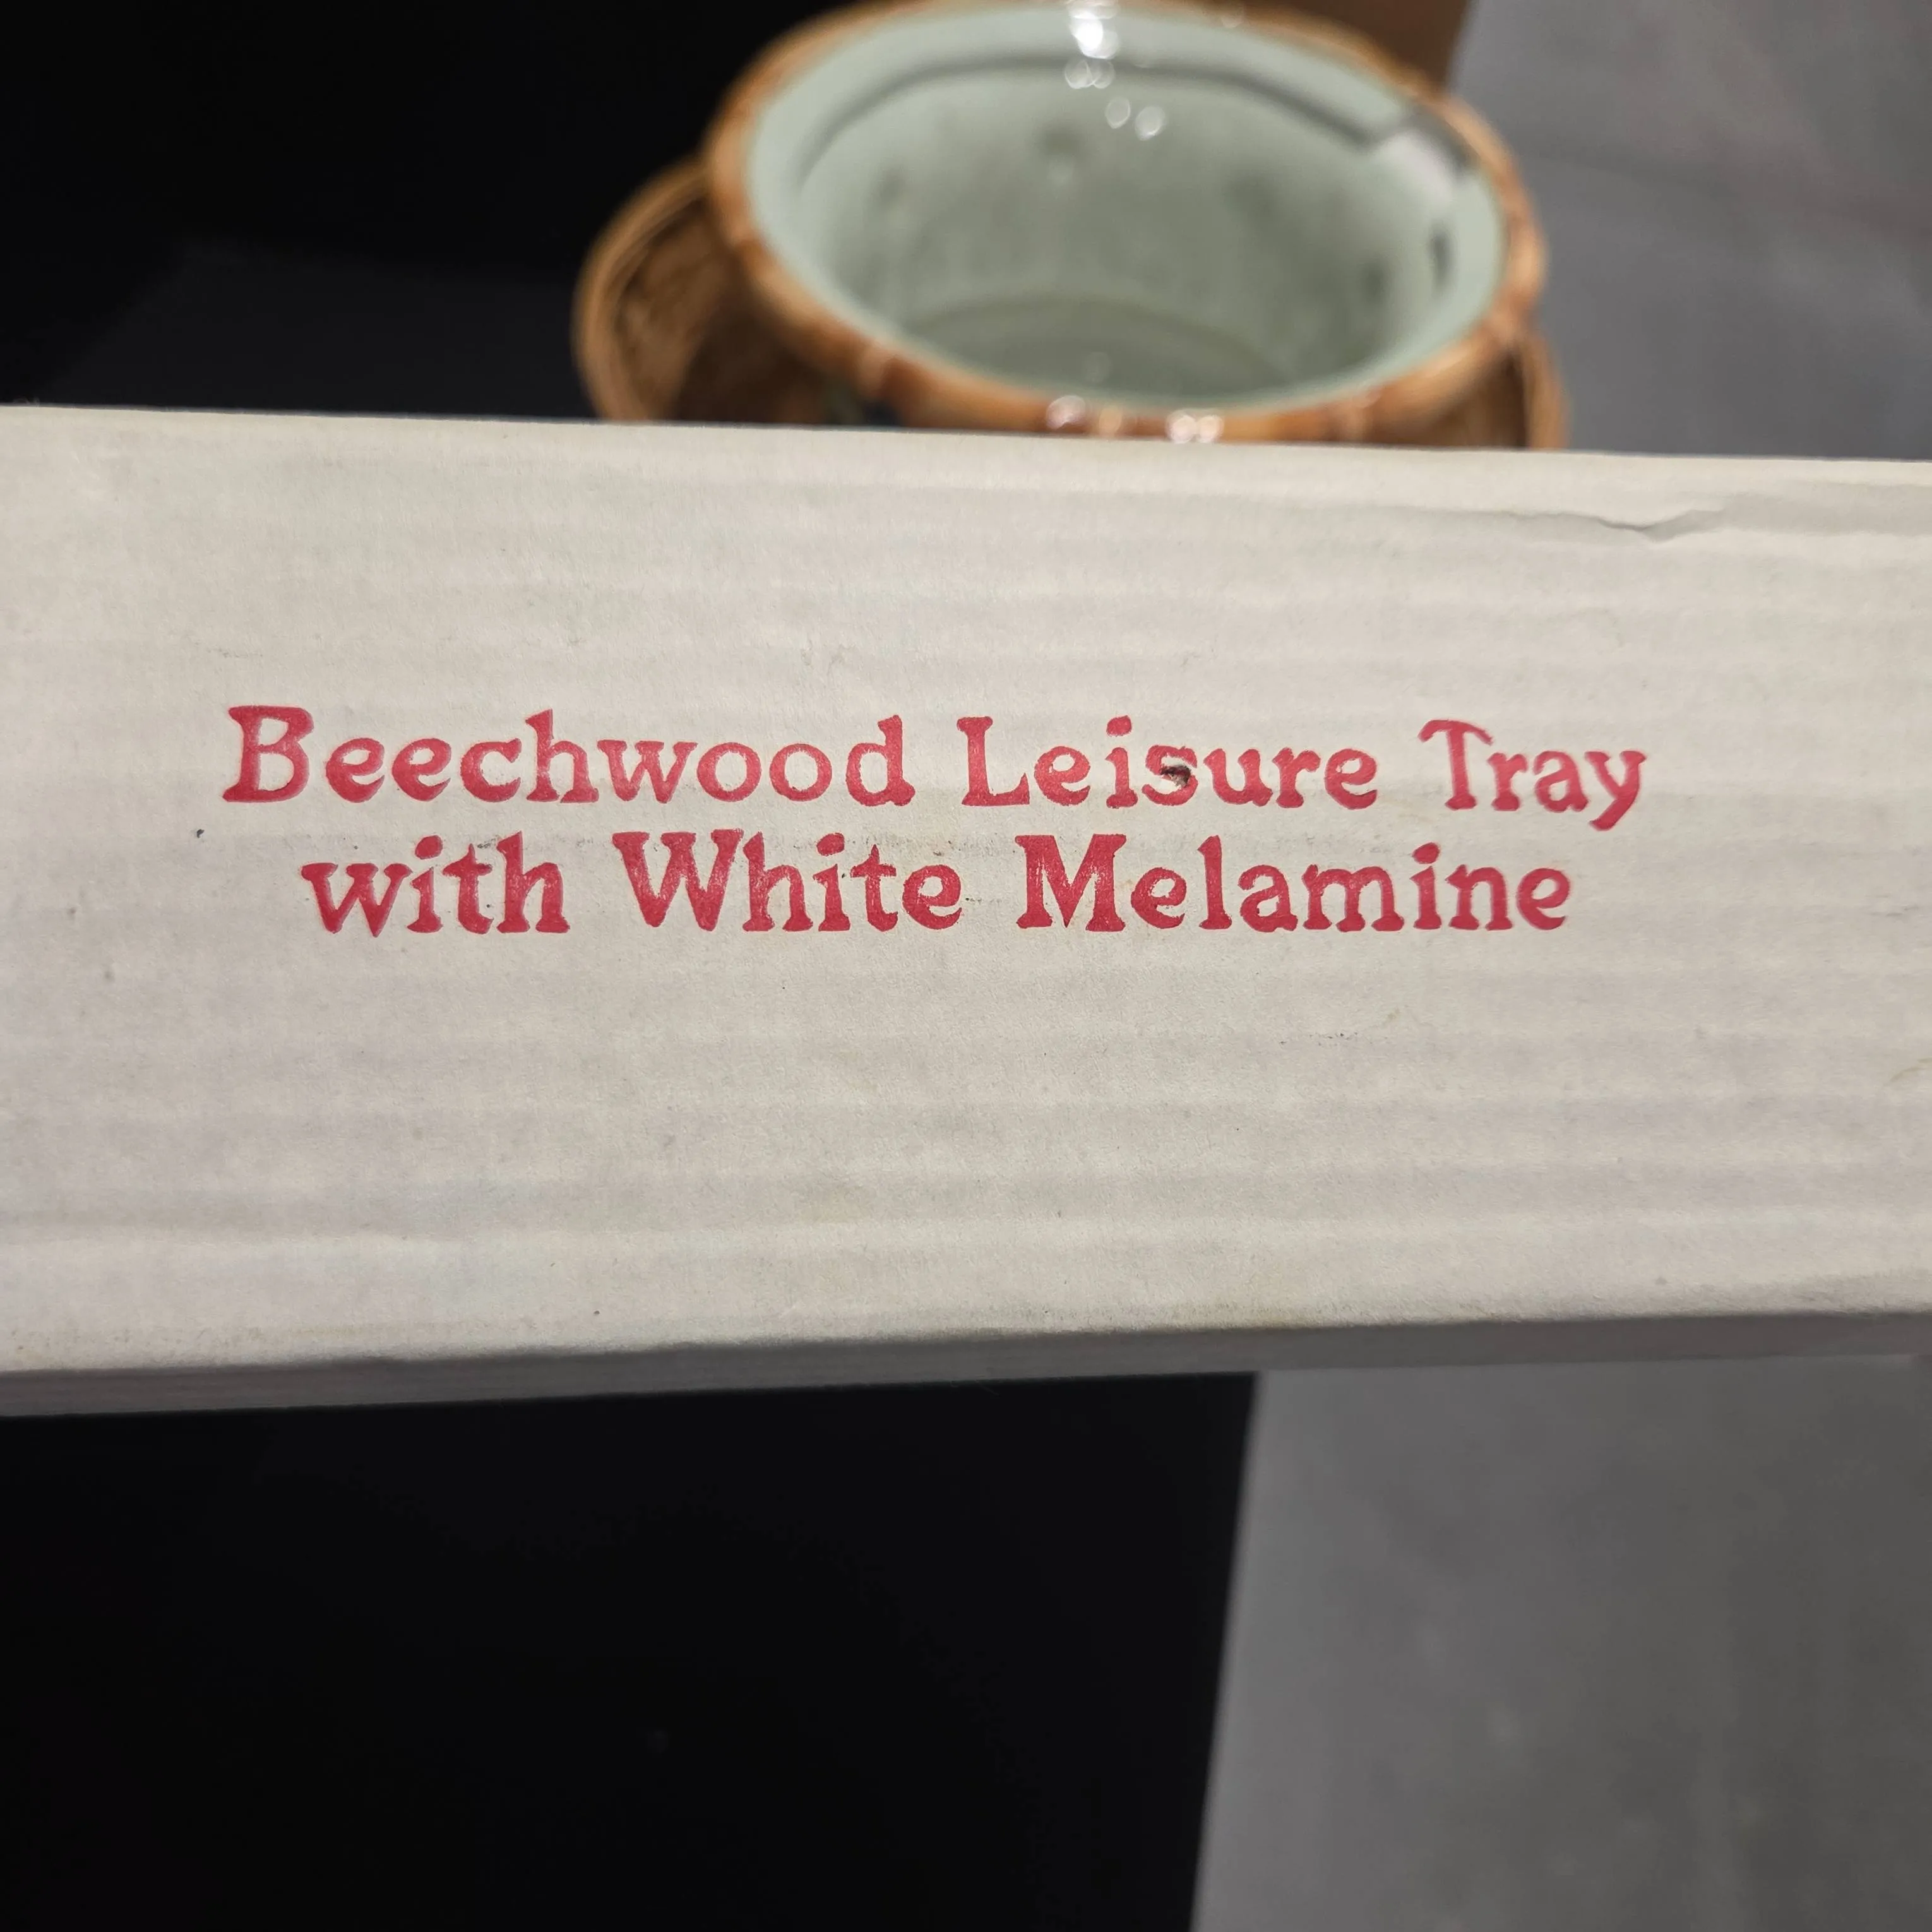 Beechwood Leisure Tray
with White Melamine